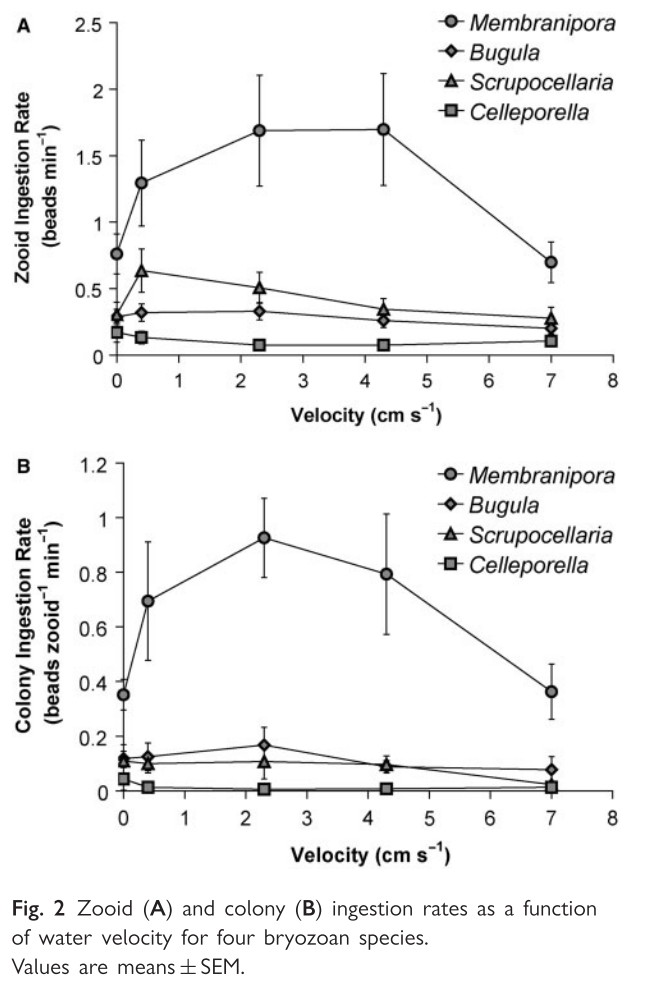 A
2.5
2
1.5
1
0.5
0
Zooid Ingestion Rate
(beads min⁻¹)
Membranipora
Bugula
Scrupocellaria
Celleporella
0 1 2 3 4 5 6 7 8
Velocity (cm s⁻¹)
B
1.2
1
0.8
0.6
0.4
0.2
0
Colony Ingestion Rate
(beads zooid⁻¹ min⁻¹)
Membranipora
Bugula
Scrupocellaria
Celleporella
0 1 2 3 4 5 6 7 8
Velocity (cm s⁻¹)
Fig. 2 Zooid (A) and colony (B) ingestion rates as a function
of water velocity for four bryozoan species.
Values are means ± SEM.